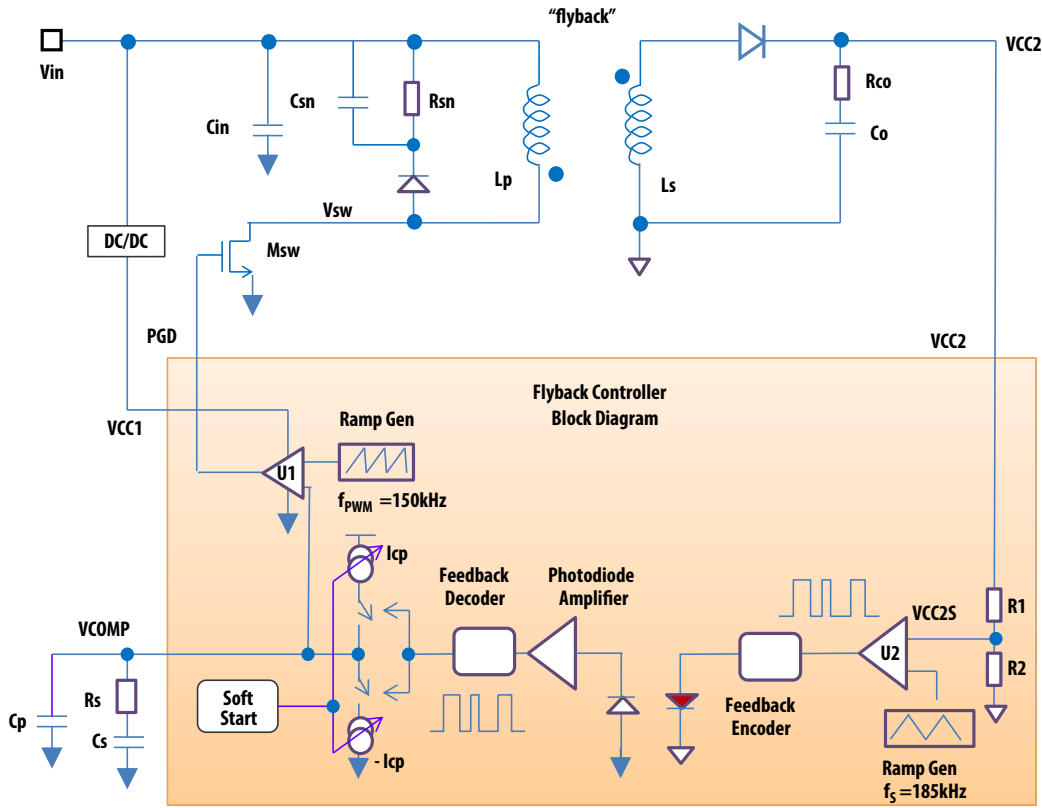 "flyback"
Vin
VCC2
Csn
Rsn
Rco
Cin
Co
Lp
Ls
Vsw
DC/DC
Msw
PGD
VCC2
Flyback Controller
Block Diagram
VCC1
Ramp Gen
U1
fPWM =150kHz
Icp
Feedback
Decoder
Photodiode
Amplifier
R1
VCC2S
VCOMP
U2
R2
Rs
Soft
Start
Cp
Cs
Feedback
Encoder
- Icp
Ramp Gen
fS =185kHz